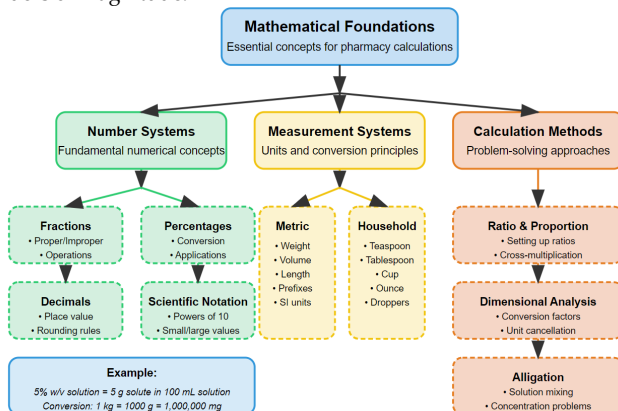 Mathematical Foundations
Essential concepts for pharmacy calculations
Number Systems
Fundamental numerical concepts
Measurement Systems
Units and conversion principles
Calculation Methods
Problem-solving approaches
Fractions
• Proper/Improper
• Operations
Percentages
• Conversion
• Applications
Metric
• Weight
• Volume
• Length
• Prefixes
• SI units
Household
• Teaspoon
• Tablespoon
• Cup
• Ounce
• Droppers
Ratio & Proportion
• Setting up ratios
• Cross-multiplication
Decimals
• Place value
• Rounding rules
Scientific Notation
• Powers of 10
• Small/large values
Dimensional Analysis
• Conversion factors
• Unit cancellation
Example:
5% w/v solution = 5 g solute in 100 mL solution
Conversion: 1 kg = 1000 g = 1,000,000 mg
Alligation
• Solution mixing
• Concentration problems